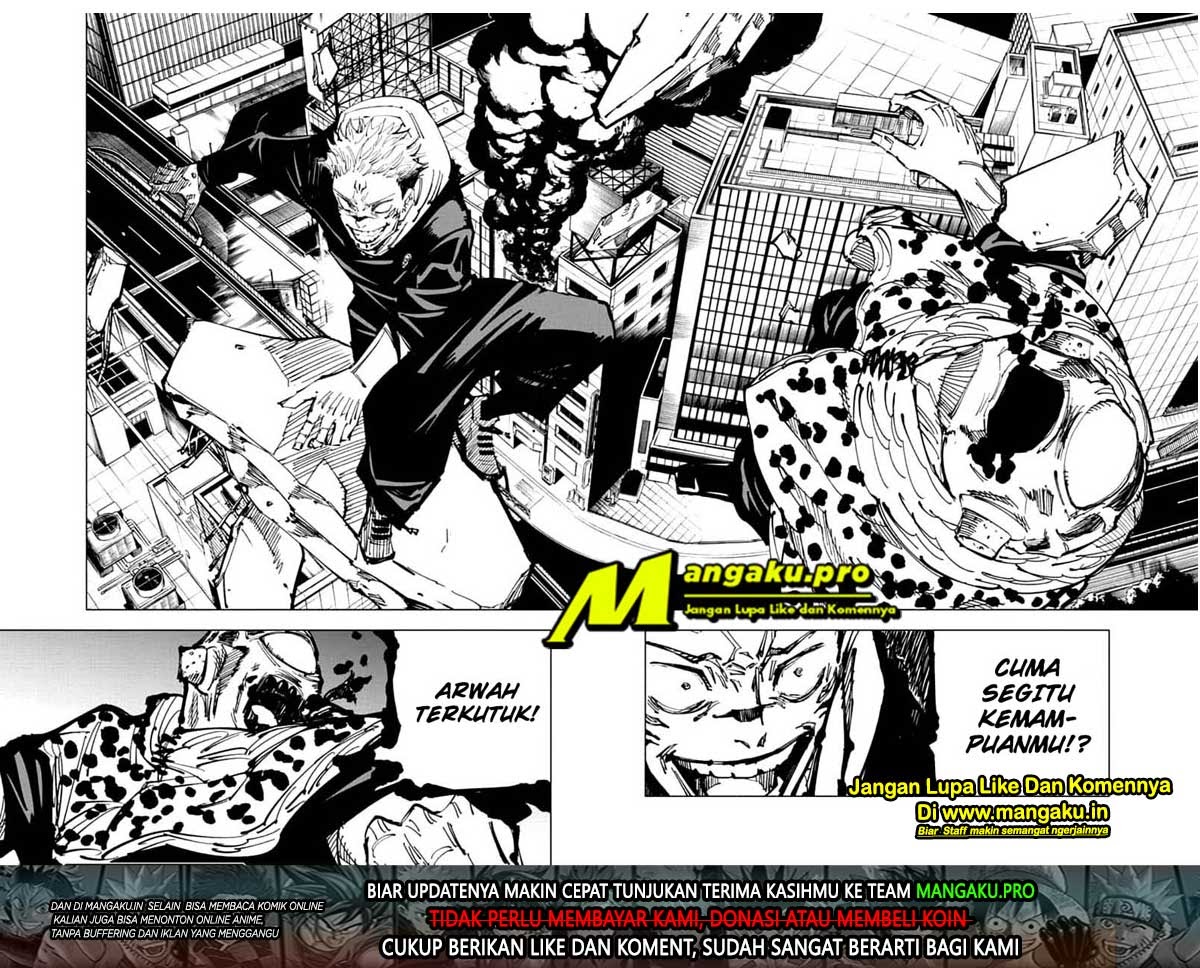 Mangaku.pro
Jangan Lupa Like dan Komennya
CUMA
SEGITU
KEMAM-
PUANMU!?
ARWAH
TERKUTUK!
Jangan Lupa Like Dan Komennya
Di www.mangaku.in
Biar Staff makin semangat ngerjainnya
DAN DI MANGAKU.IN SELAIN BISA MEMBACA KOMIK ONLINE
KALIAN JUGA BISA MENONTON ONLINE ANIME,
TANPA BUFFERING DAN IKLAN YANG MENGGANGU
BIAR UPDATENYA MAKIN CEPAT TUNJUKAN TERIMA KASIHMU KE TEAM MANGAKU.PRO
TIDAK PERLU MEMBAYAR KAMI, DONASI ATAU MEMBELI KOIN
CUKUP BERIKAN LIKE DAN KOMENT, SUDAH SANGAT BERARTI BAGI KAMI